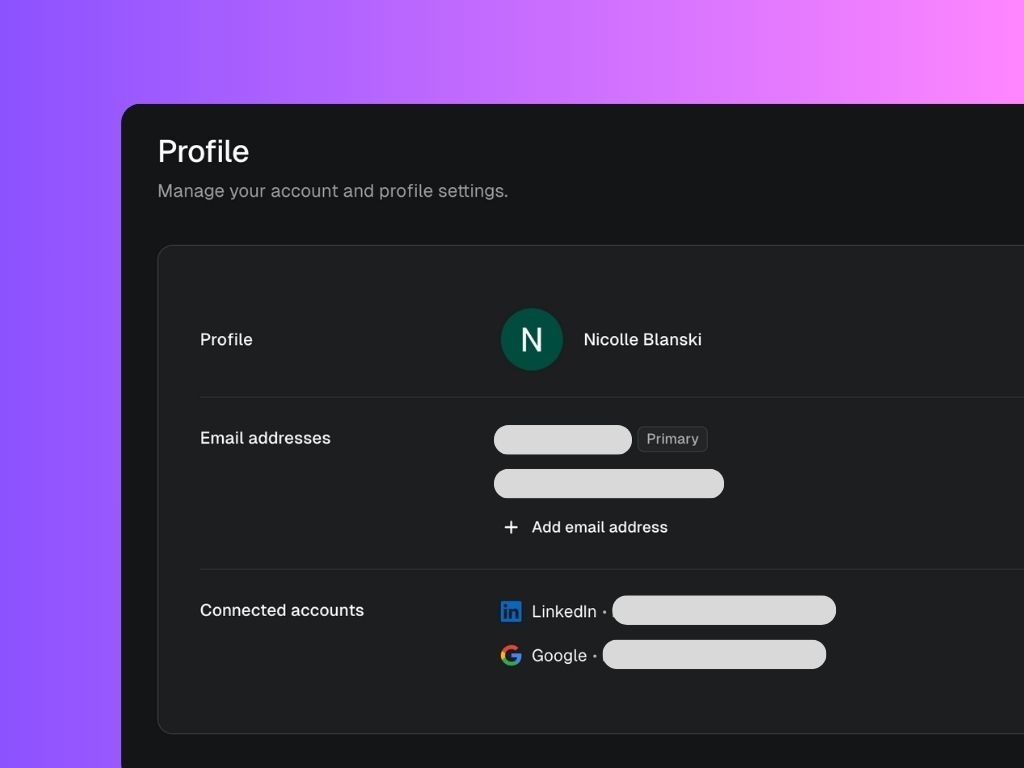 Profile
Manage your account and profile settings.
Profile
N
Nicolle Blanski
Email addresses
Primary
+ Add email address
Connected accounts
in LinkedIn •
G Google •